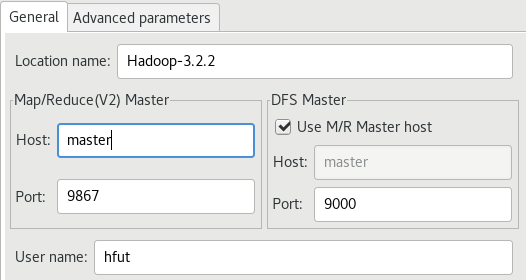 General
Advanced parameters
Location name: Hadoop-3.2.2
Map/Reduce(V2) Master
Host: master
Port: 9867
DFS Master
Use M/R Master host
Host: master
Port: 9000
User name: hfut